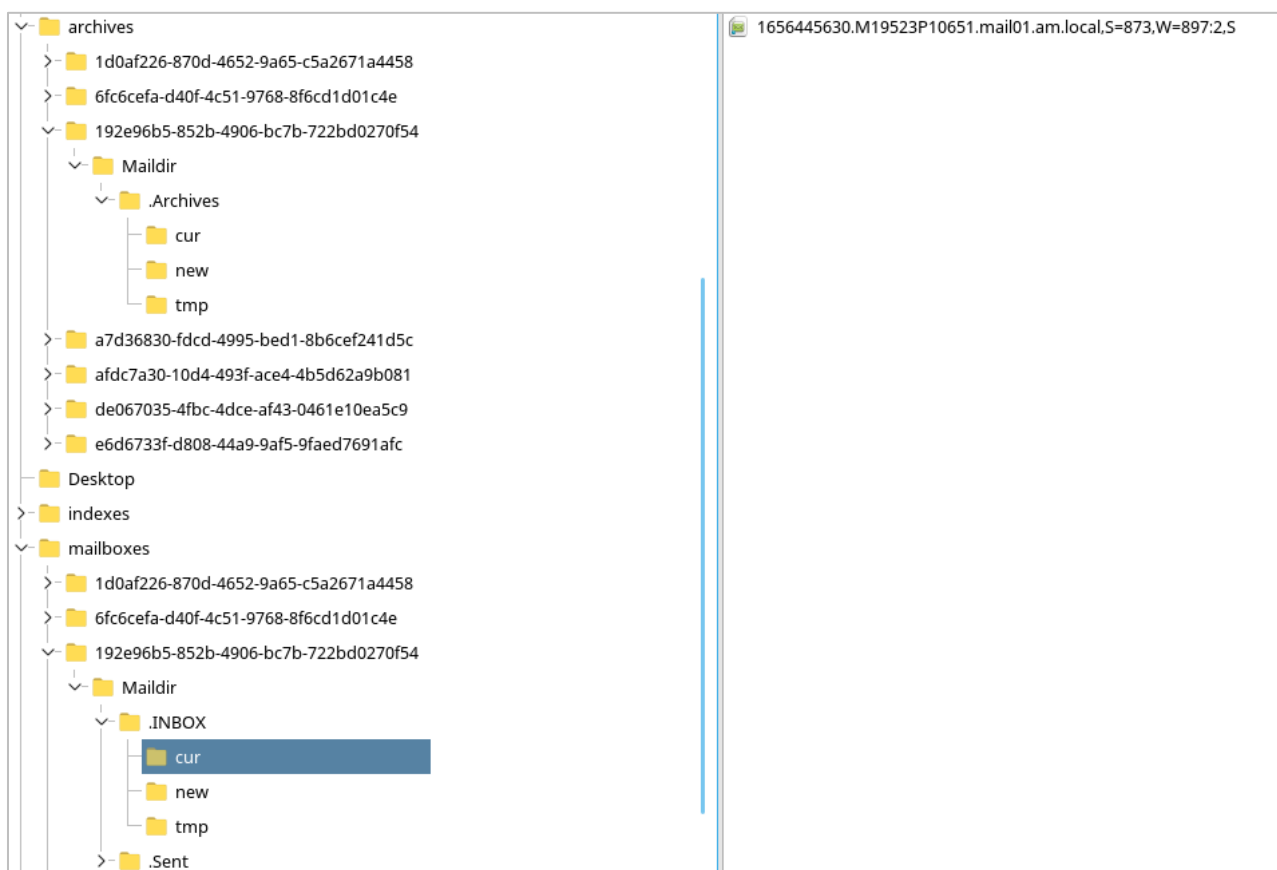 archives
1d0af226-870d-4652-9a65-c5a2671a4458
6fc6cefa-d40f-4c51-9768-8f6cd1d01c4e
192e96b5-852b-4906-bc7b-722bd0270f54
Maildir
.Archives
cur
new
tmp
a7d36830-fdcd-4995-bed1-8b6cef241d5c
afdc7a30-10d4-493f-ace4-4b5d62a9b081
de067035-4fbc-4dce-af43-0461e10ea5c9
e6d6733f-d808-44a9-9af5-9faed7691afc
Desktop
indexes
mailboxes
1d0af226-870d-4652-9a65-c5a2671a4458
6fc6cefa-d40f-4c51-9768-8f6cd1d01c4e
192e96b5-852b-4906-bc7b-722bd0270f54
Maildir
.INBOX
cur
new
tmp
.Sent
1656445630.M19523P10651.mail01.am.local,S=873,W=897:2,S